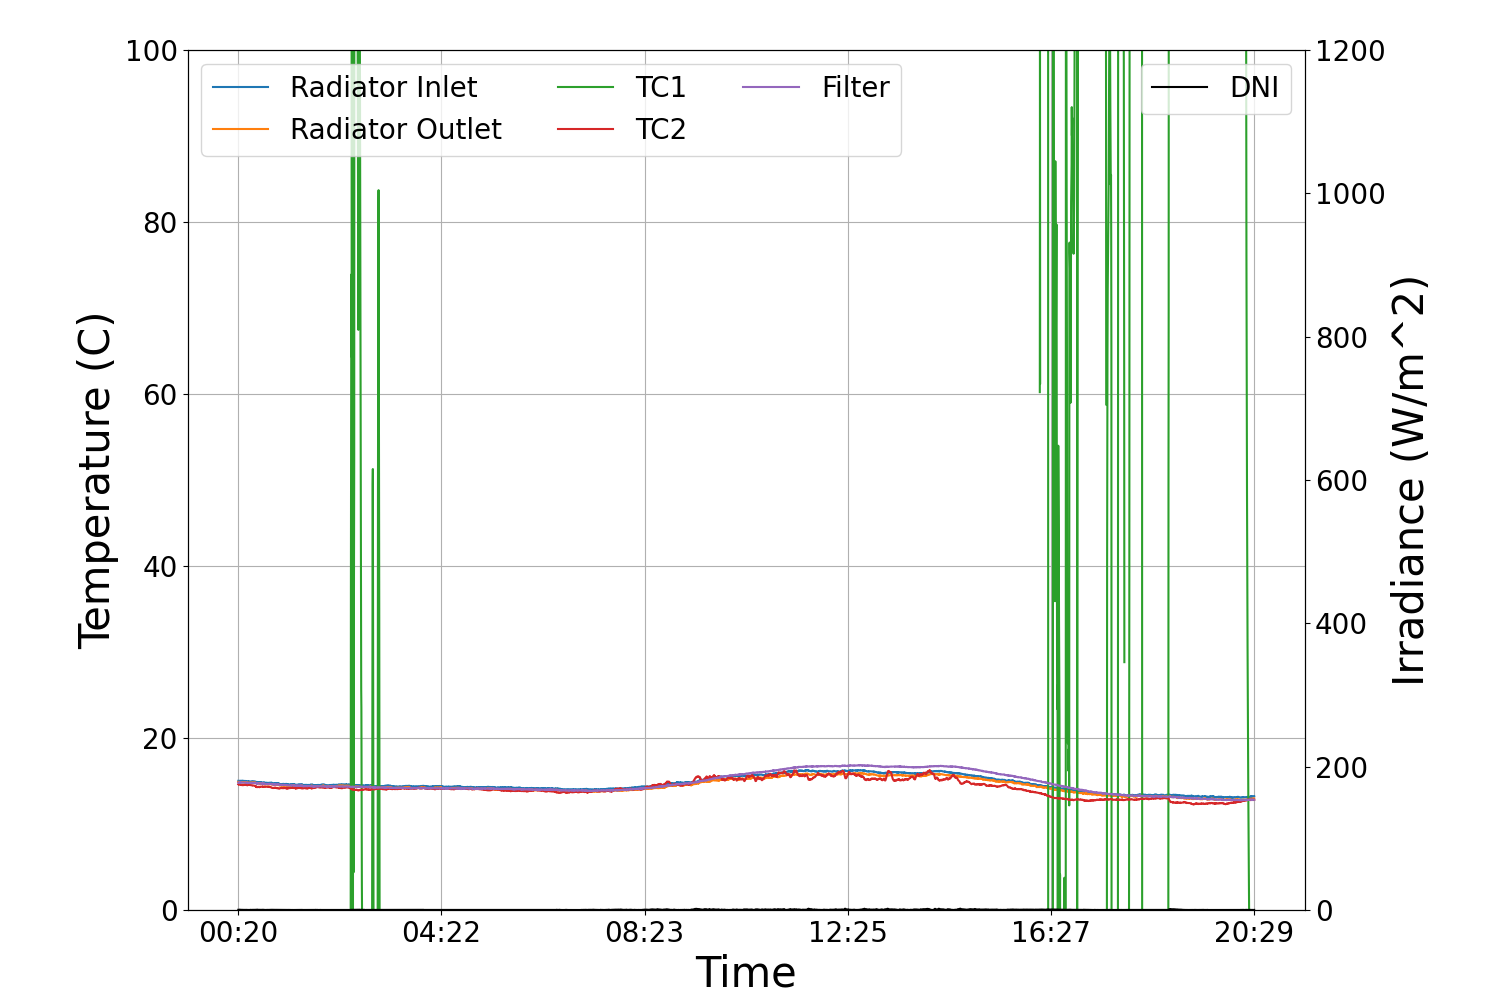 Radiator Inlet
Radiator Outlet
TC1
TC2
Filter
DNI
100
80
60
40
20
0
Temperature (C)
1200
1000
800
600
400
200
0
Irradiance (W/m^2)
00:20
04:22
08:23
12:25
16:27
20:29
Time